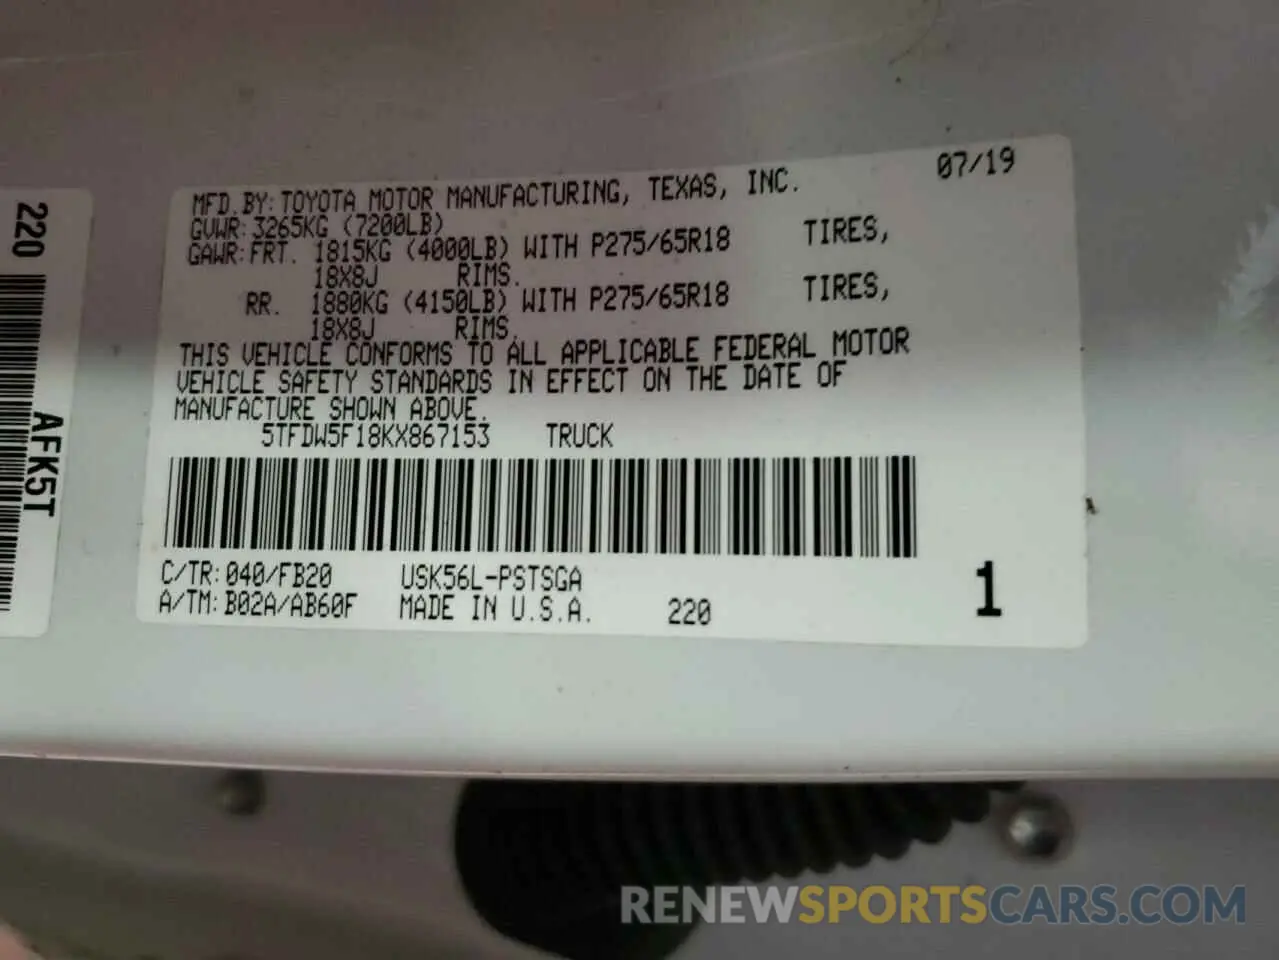 MFD.BY: TOYOTA MOTOR MANUFACTURING, TEXAS, INC. 07/19
GVWR: 3265KG (7200LB)
GAWR: FRT. 1815KG (4000LB) WITH P275/65R18 TIRES,
18X8J RIMS.
RR. 1880KG (4150LB) WITH P275/65R18 TIRES,
18X8J RIMS.
THIS VEHICLE CONFORMS TO ALL APPLICABLE FEDERAL MOTOR
VEHICLE SAFETY STANDARDS IN EFFECT ON THE DATE OF
MANUFACTURE SHOWN ABOVE.
5TFDW5F18KX867153 TRUCK
C/TR: 040/FB20 USK56L-PSTSGA
A/TM: B02A/AB60F MADE IN U.S.A. 220
1
220
AFK5T
RENEWSPORTSCARS.COM